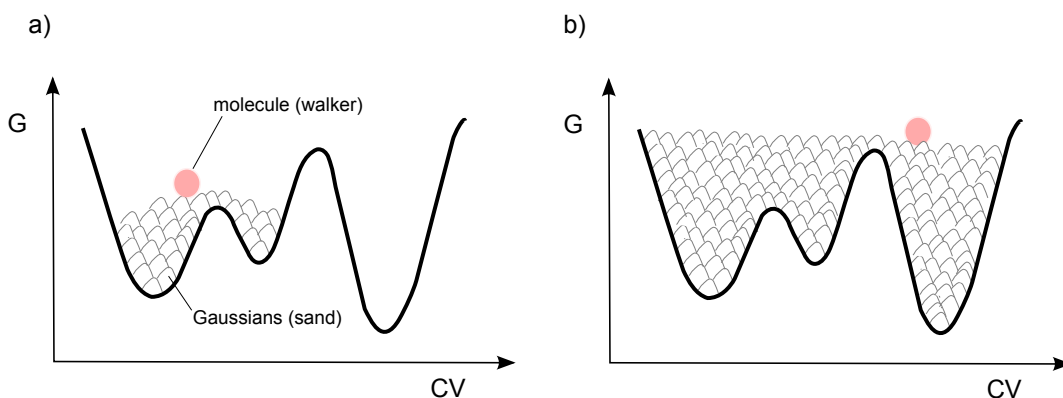 a)
b)
molecule (walker)
G
G
Gaussians (sand)
CV
CV